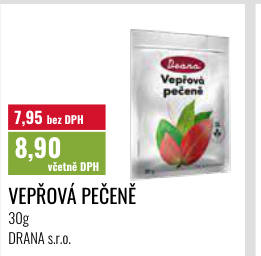 Drana
Vepřová
pečeně
7,95 bez DPH
8,90
včetně DPH
VEPŘOVÁ PEČENĚ
30g
DRANA s.r.o.